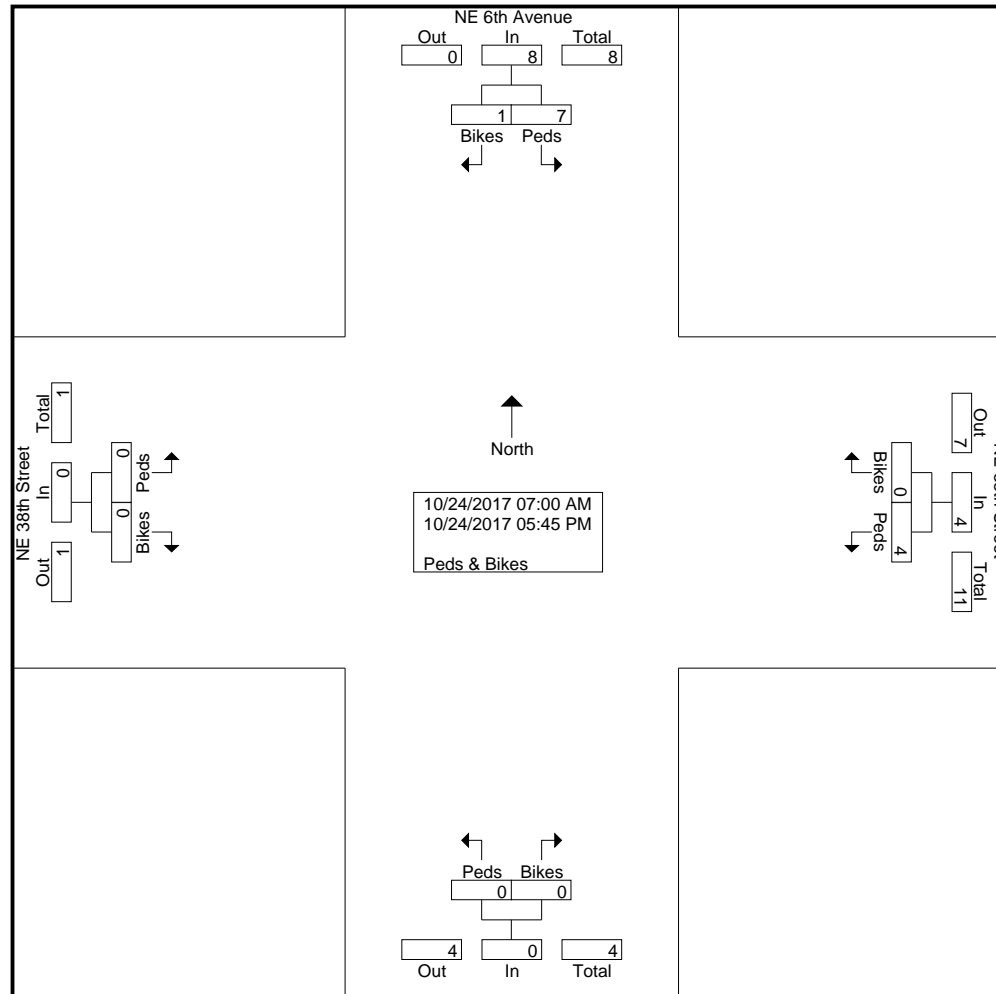 NE 6th Avenue
Out In Total
0 8 8
1 7
Bikes Peds
North
10/24/2017 07:00 AM
10/24/2017 05:45 PM
Peds & Bikes
NE 38th Street
Out In Total
1 0 1
0 0
Bikes Peds
Out In Total
7 4 11
0 4
Bikes Peds
Peds Bikes
0 0
4 0 4
Out In Total